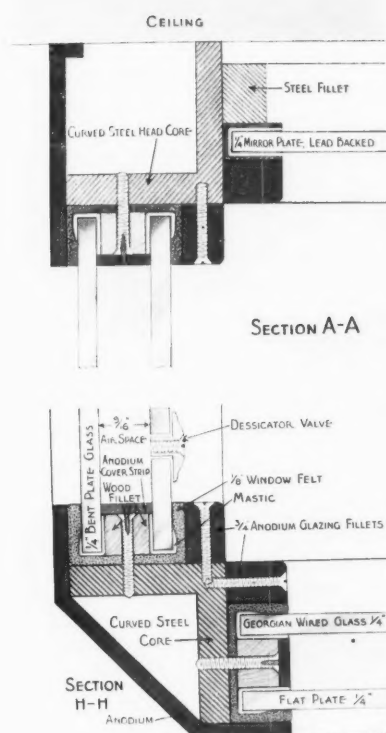 CEILING
STEEL FILLET
CURVED STEEL HEAD CORE
¼" MIRROR PLATE, LEAD BACKED
SECTION A-A
¼" BENT PLATE GLASS
9/16"
AIR SPACE
ANODIUM
COVER STRIP
WOOD
FILLET
DESSICATOR VALVE
⅛" WINDOW FELT
MASTIC
¾" ANODIUM GLAZING FILLETS
CURVED STEEL
CORE
GEORGIAN WIRED GLASS ¼"
FLAT PLATE ¼"
SECTION
H-H
ANODIUM